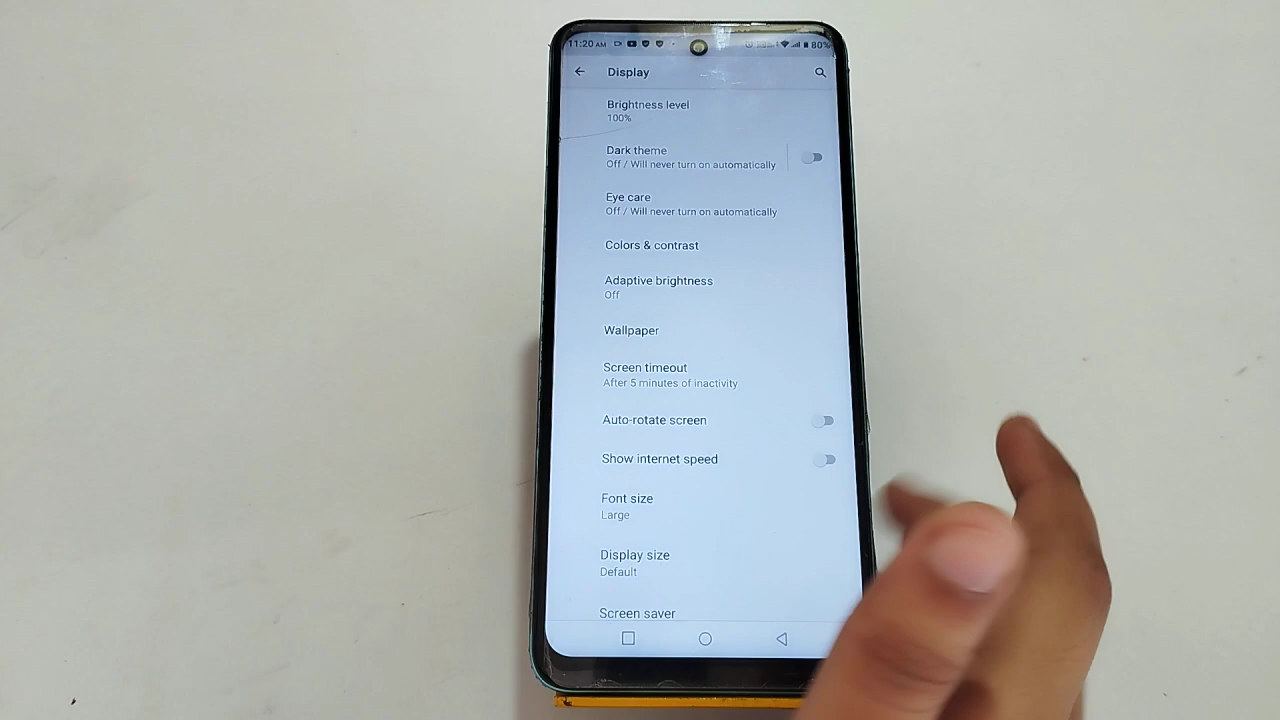 11:20 AM
80%
Display
Brightness level
100%
Dark theme
Off / Will never turn on automatically
Eye care
Off / Will never turn on automatically
Colors & contrast
Adaptive brightness
Off
Wallpaper
Screen timeout
After 5 minutes of inactivity
Auto-rotate screen
Show internet speed
Font size
Large
Display size
Default
Screen saver